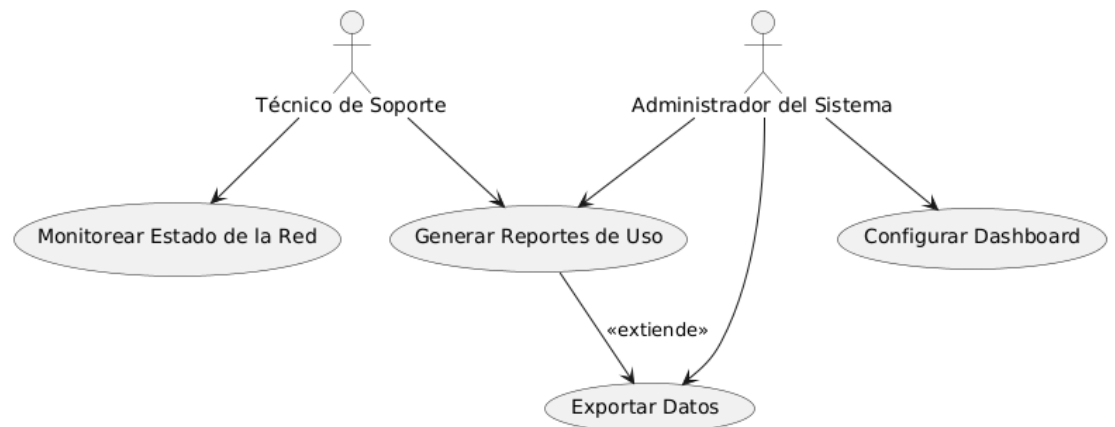 Técnico de Soporte
Administrador del Sistema
Monitorear Estado de la Red
Generar Reportes de Uso
Configurar Dashboard
«extiende»
Exportar Datos